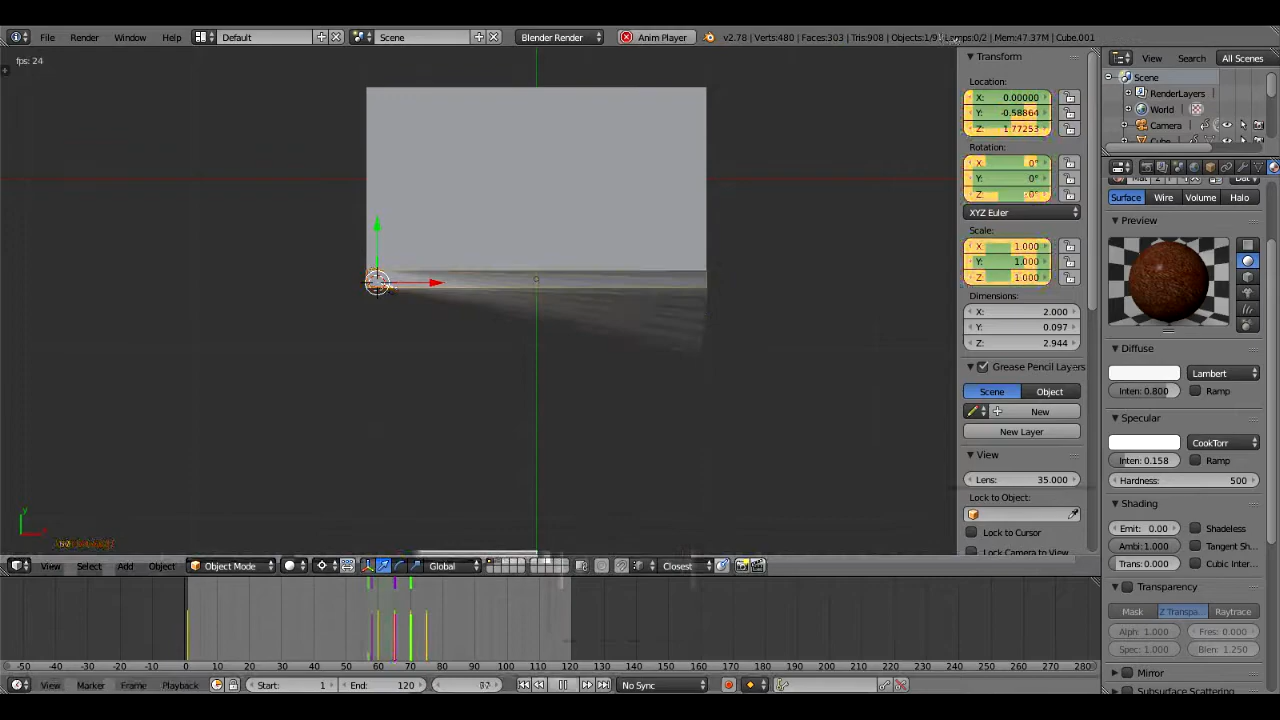 File Render Window Help Default Scene Blender Render Anim Player v2.78 | Verts:480 | Faces:303 | Tris:908 | Objects:1/9 Lamps:0/2 | Mem:47.37M | Cube.001
fps: 24
Transform
Location:
X: 0.00000
Y: -0.58864
Z: 1.77253
Rotation:
X: 0°
Y: 0°
Z: 0°
XYZ Euler
Scale:
X: 1.000
Y: 1.000
Z: 1.000
Dimensions:
X: 2.000
Y: 0.097
Z: 2.944
Grease Pencil Layers
Scene Object
New
New Layer
View
Lens: 35.000
Lock to Object:
Lock to Cursor
Lock Camera to View
View Search All Scenes
Scene
RenderLayers
World
Camera
Surface Wire Volume Halo
Preview
Diffuse
Lambert
Inten: 0.800 Ramp
Specular
CookTorr
Inten: 0.158 Ramp
Hardness: 500
Shading
Emit: 0.00 Shadeless
Ambi: 1.000 Tangent Sh...
Trans: 0.000 Cubic Inter...
Transparency
Mask Z Transpa... Raytrace
Alph: 1.000 Fres: 0.000
Spec: 1.000 Blen: 1.250
Mirror
Subsurface Scattering
y
View Select Add Object Object Mode Global Closest
-50 -40 -30 -20 -10 0 10 20 30 40 50 60 70 80 90 100 110 120 130 140 150 160 170 180 190 200 210 220 230 240 250 260 270 280
View Marker Frame Playback Start: 1 End: 120 No Sync